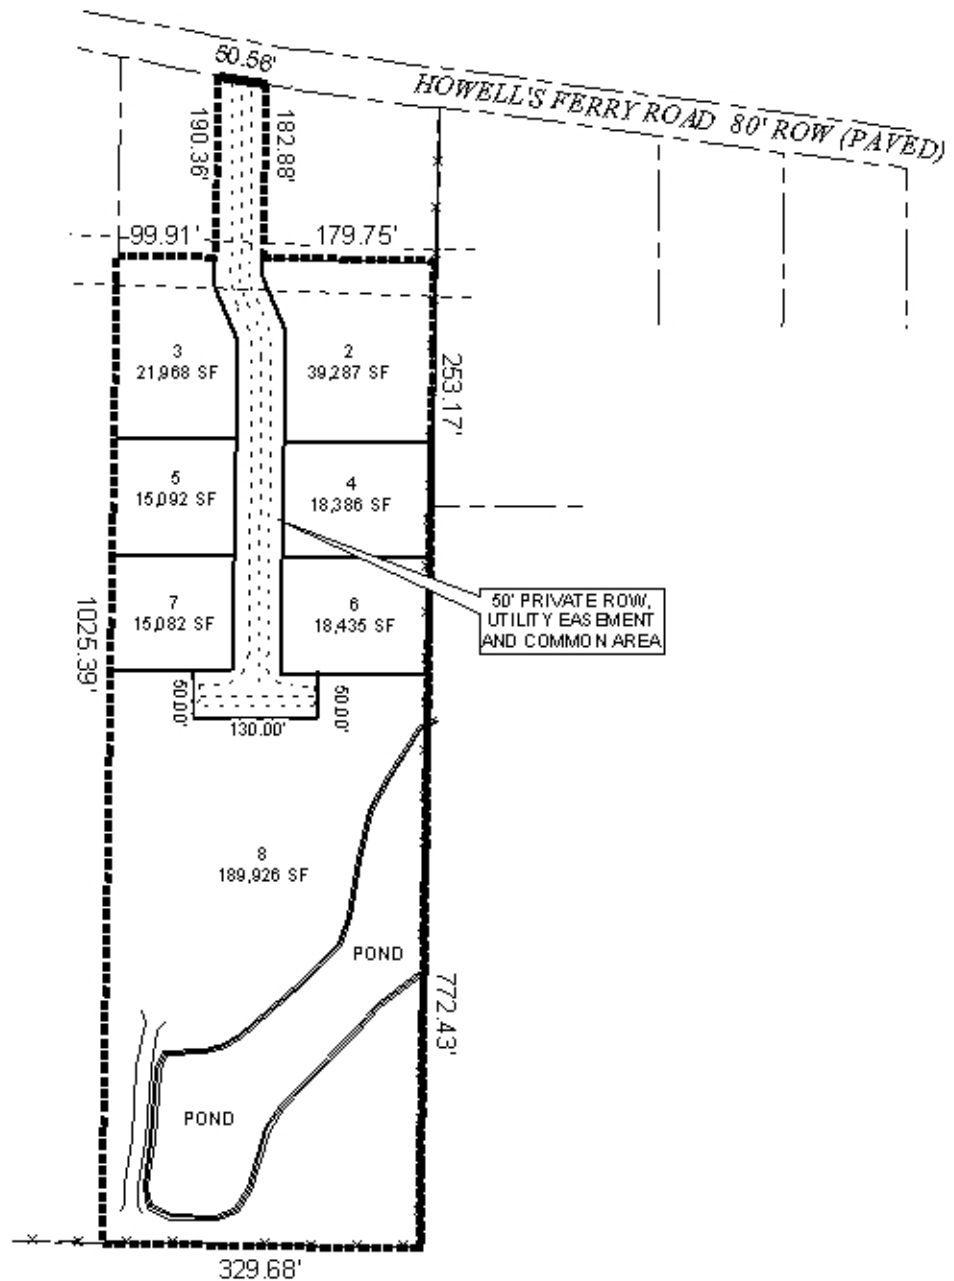 50.56'
HOWELL'S FERRY ROAD 80' ROW (PAVED)
190.36'
182.88'
99.91'
179.75'
3
21,968 SF
2
39,287 SF
253.17'
5
15,092 SF
4
18,386 SF
7
15,082 SF
6
18,435 SF
50' PRIVATE ROW,
UTILITY EASEMENT
AND COMMON AREA
1025.39'
50.00'
130.00'
50.00'
8
189,926 SF
POND
772.43'
POND
329.68'